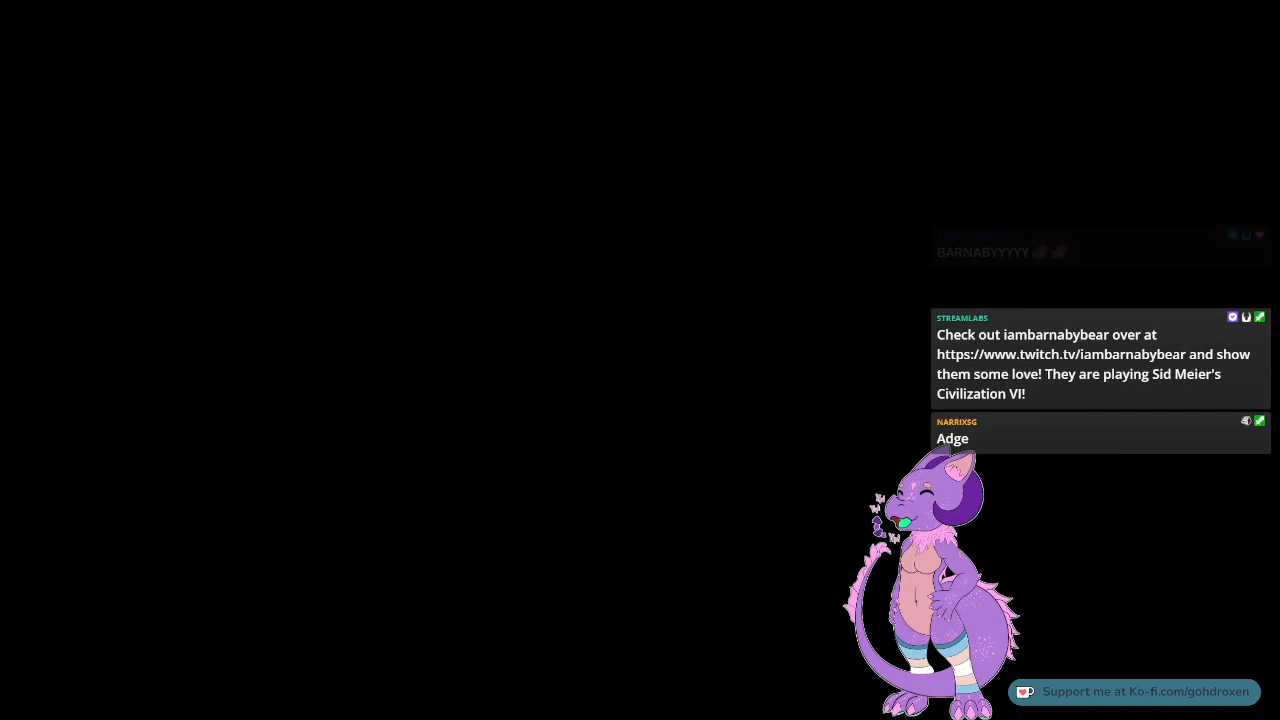 BARNABYYYYY
STREAMLABS
Check out iambarnabybear over at
https://www.twitch.tv/iambarnabybear and show
them some love! They are playing Sid Meier's
Civilization VI!
NARRIXSG
Adge
Support me at Ko-fi.com/gohdroxen